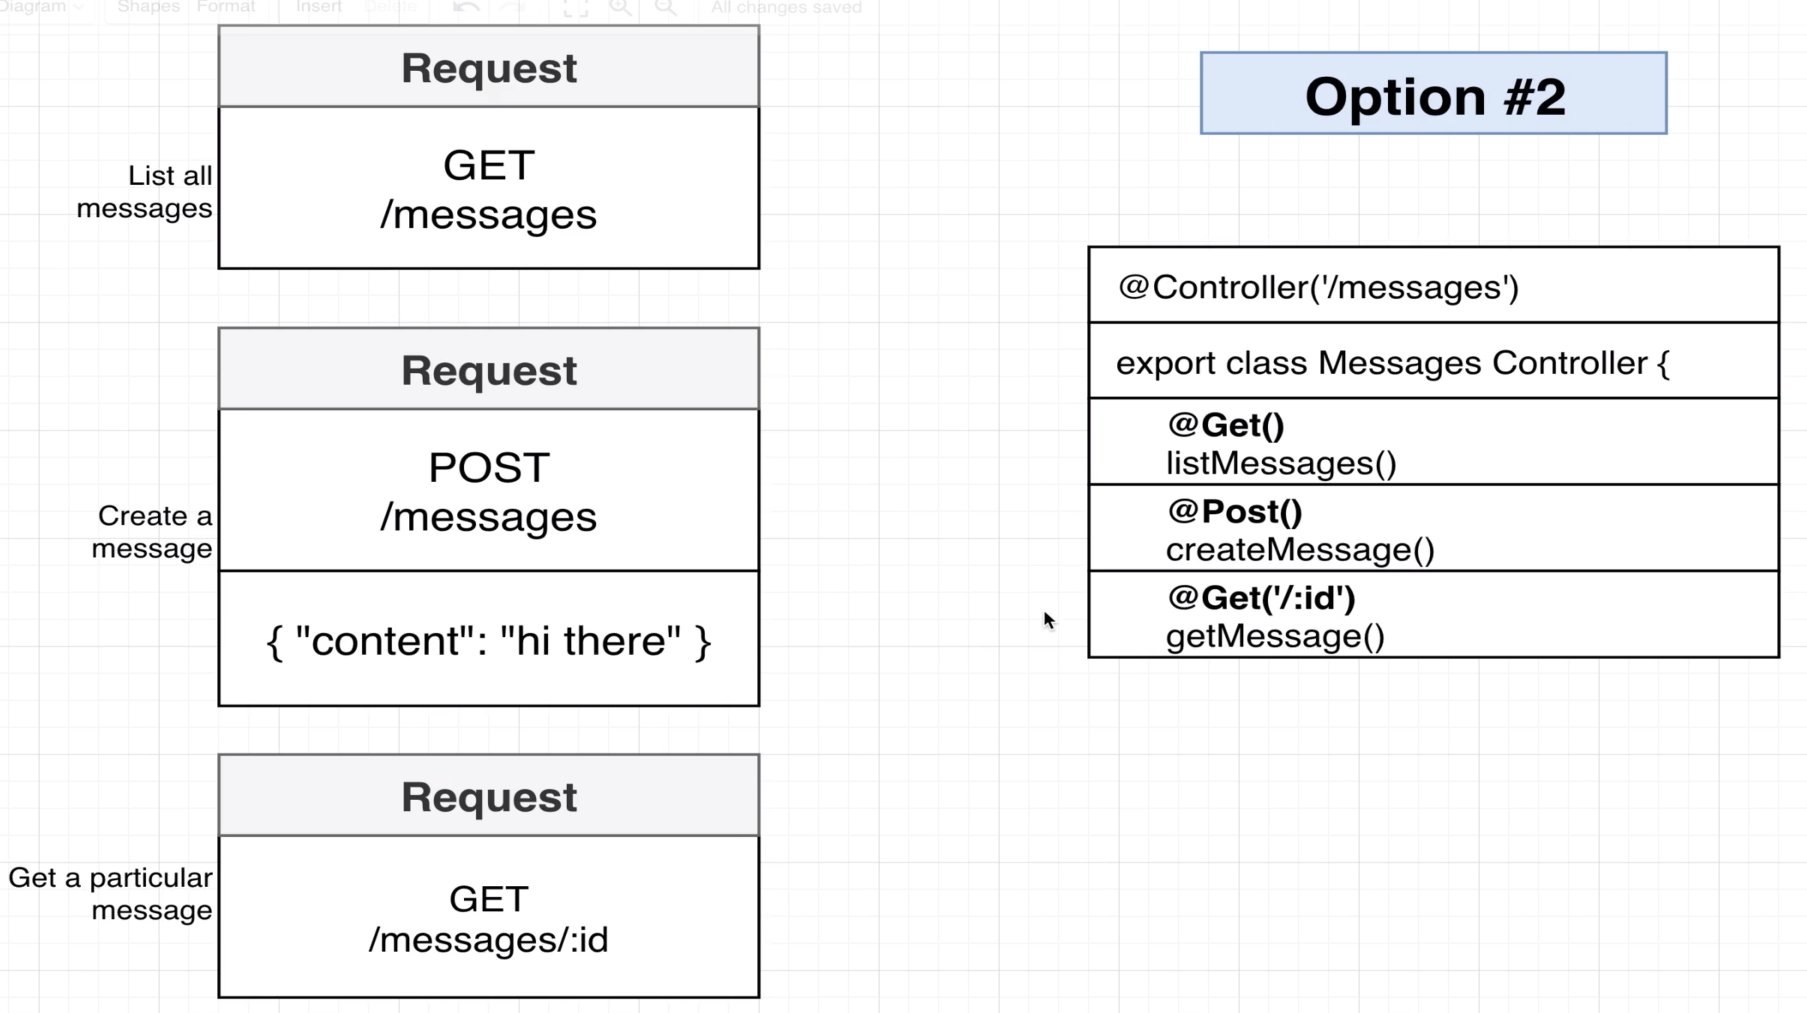 Diagram
Shapes
Format
Insert
Delete
All changes saved
Request
GET
/messages
List all
messages
Request
POST
/messages
Create a
message
{ "content": "hi there" }
Request
GET
/messages/:id
Get a particular
message
Option #2
@Controller('/messages')
export class Messages Controller {
@Get()
listMessages()
@Post()
createMessage()
@Get('/:id')
getMessage()